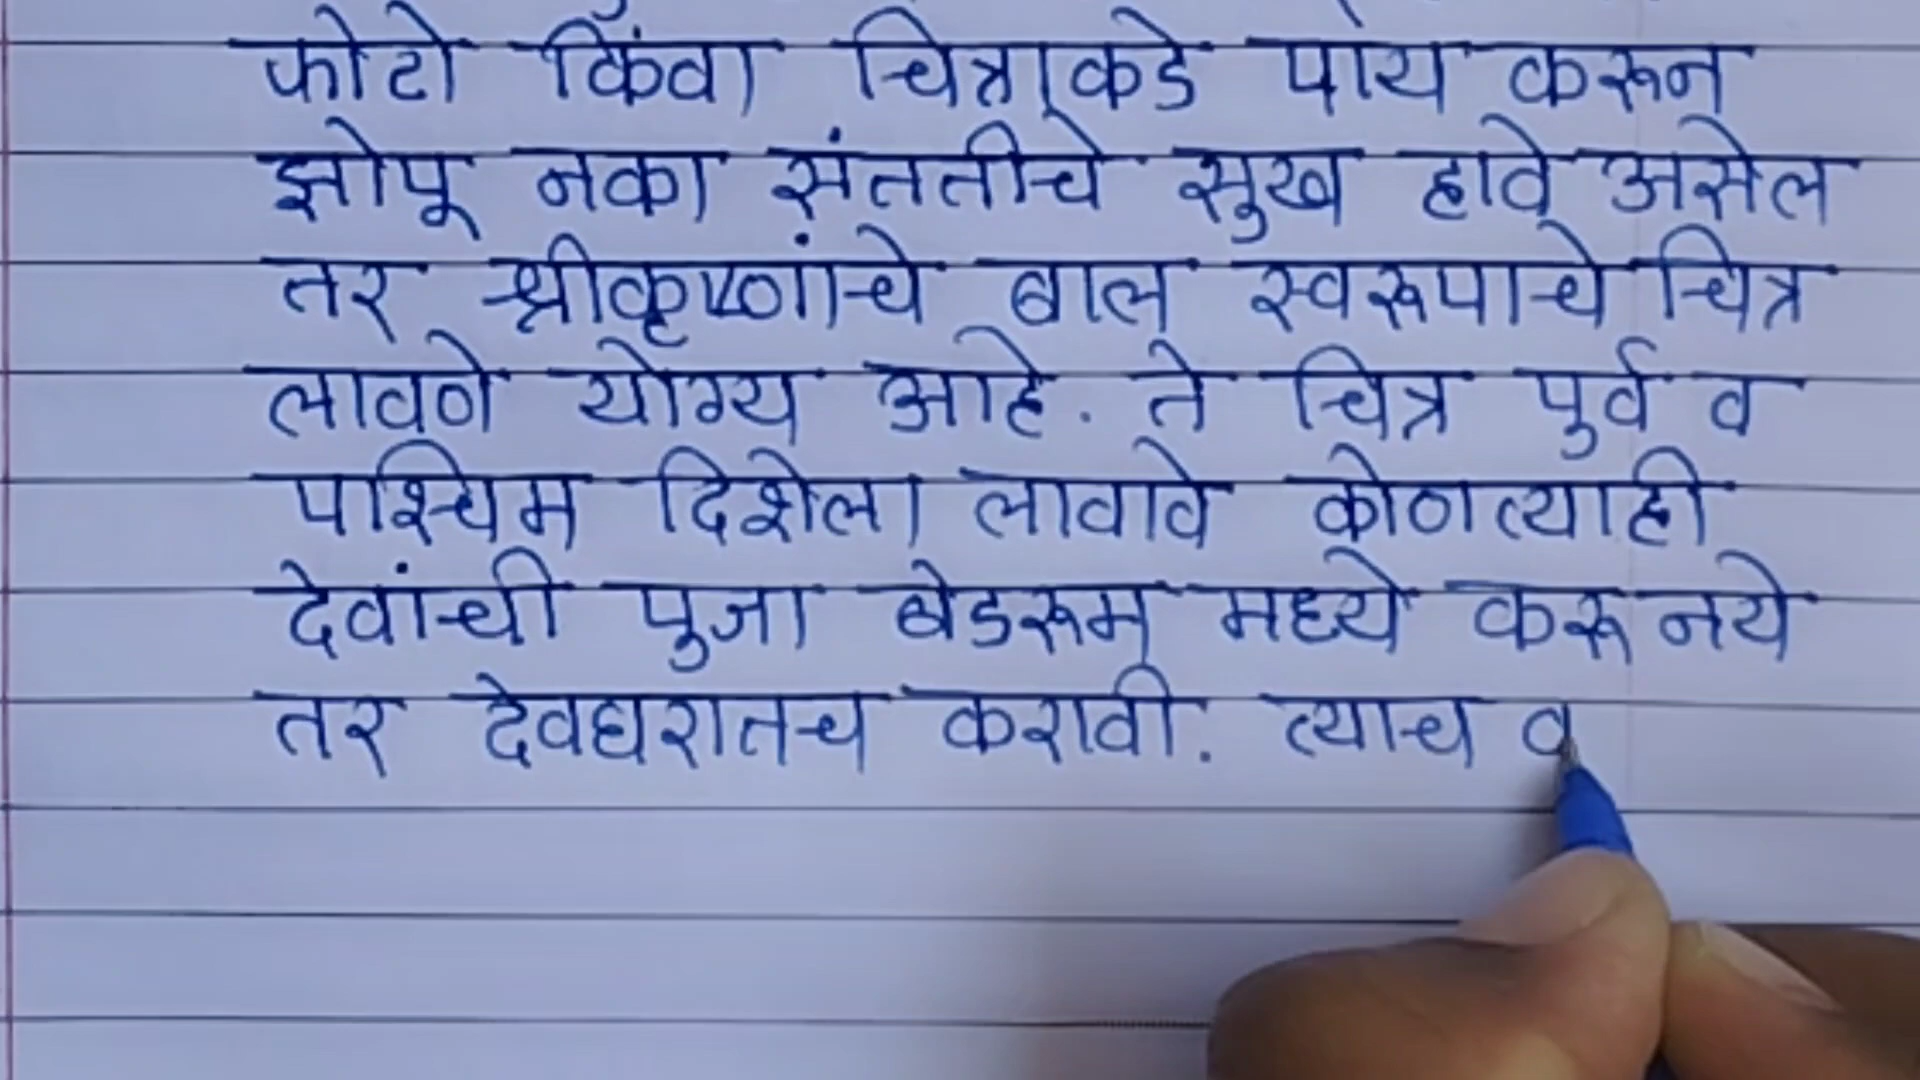 फोटो किंवा चित्राकडे पाय करून
झोपू नका संततीचे सुख हावे असेल
तर श्रीकृष्णांचे बाल स्वरूपाचे चित्र
लावणे योग्य आहे. ते चित्र पुर्व व
पश्चिम दिशेला लावावे कोणत्याही
देवांची पुजा बेडरूम मध्ये करू नये
तर देवघरातच करावी. त्याच व